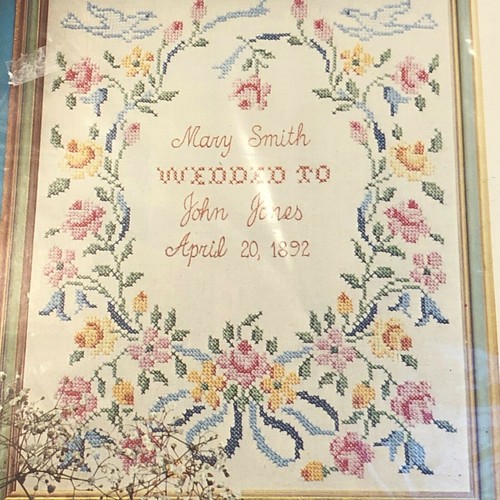 Mary Smith
WEDDED TO
John Jones
April 20, 1892